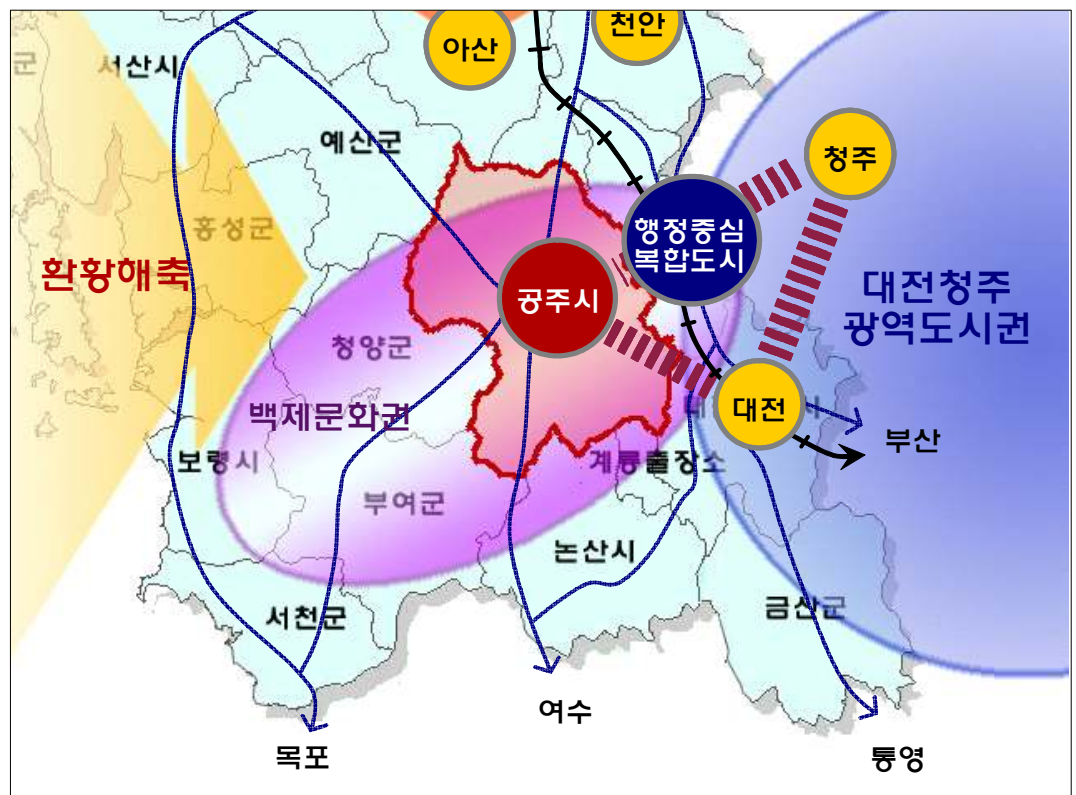 천안
아산
군
서산시
예산군
청주
홍성군
행정중심
복합도시
환황해축
공주시
대전청주
광역도시권
청양군
백제문화권
대전
시
부산
보령시
계룡출장소
부여군
논산시
서천군
금산군
여수
목포
통영